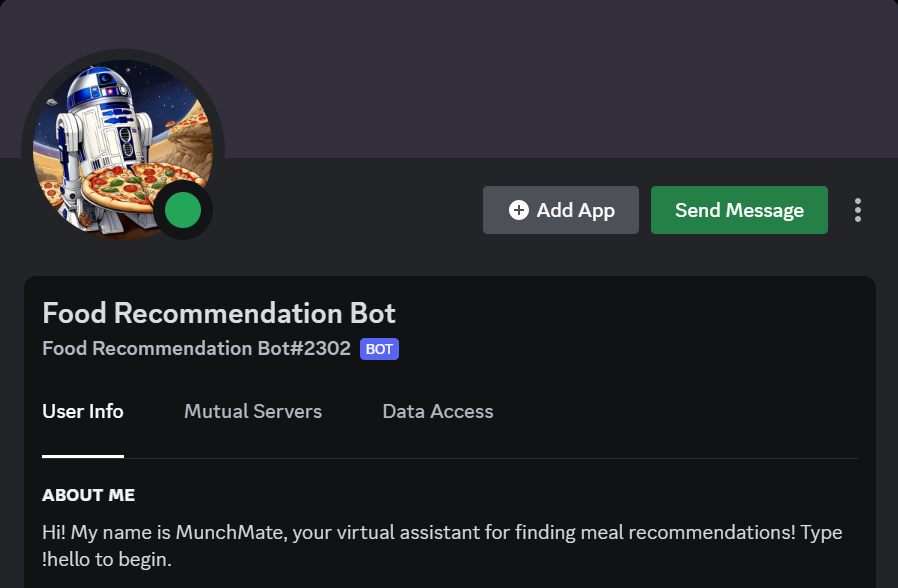 Add App
Send Message
Food Recommendation Bot
Food Recommendation Bot#2302 BOT
User Info Mutual Servers Data Access
ABOUT ME
Hi! My name is MunchMate, your virtual assistant for finding meal recommendations! Type
!hello to begin.